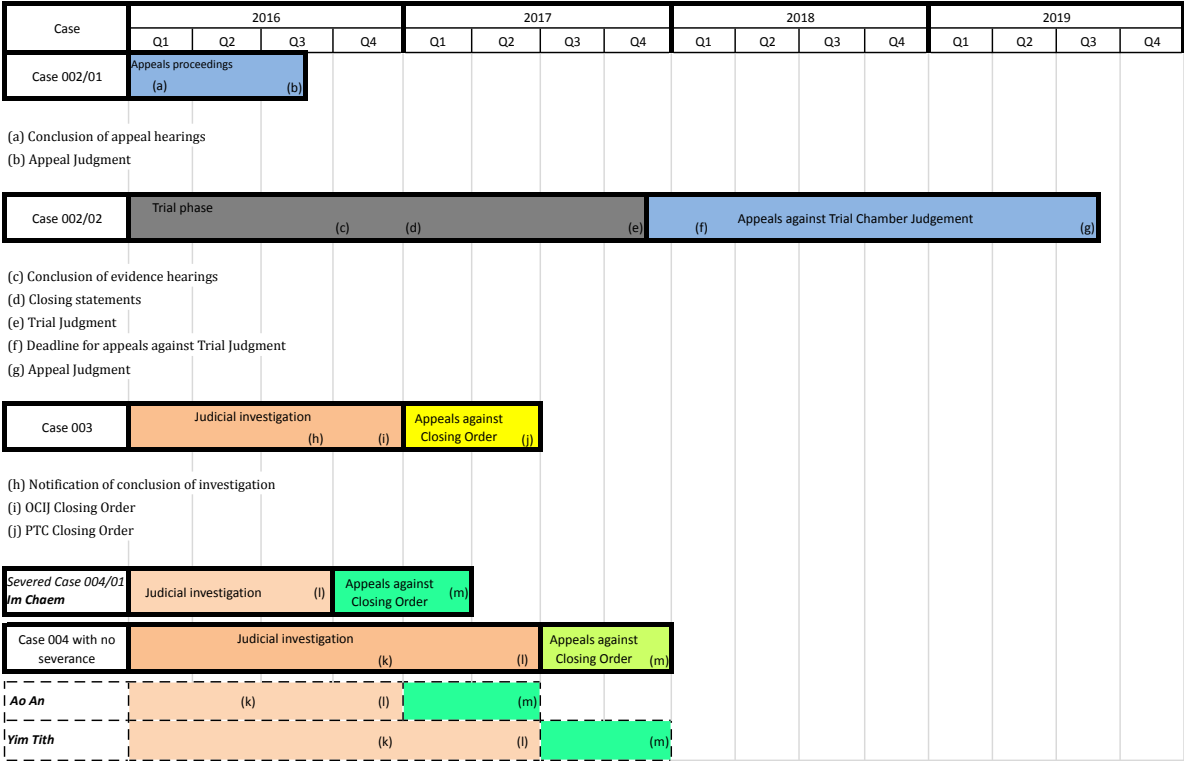 Case
2016
2017
2018
2019
Q1 Q2 Q3 Q4 Q1 Q2 Q3 Q4 Q1 Q2 Q3 Q4 Q1 Q2 Q3 Q4
Case 002/01
Appeals proceedings
(a) (b)
(a) Conclusion of appeal hearings
(b) Appeal Judgment
Case 002/02
Trial phase
(c) (d) (e)
Appeals against Trial Chamber Judgement
(f) (g)
(c) Conclusion of evidence hearings
(d) Closing statements
(e) Trial Judgment
(f) Deadline for appeals against Trial Judgment
(g) Appeal Judgment
Case 003
Judicial investigation
(h) (i)
Appeals against
Closing Order (j)
(h) Notification of conclusion of investigation
(i) OCIJ Closing Order
(j) PTC Closing Order
Severed Case 004/01
Im Chaem
Judicial investigation (l)
Appeals against
Closing Order (m)
Case 004 with no
severance
Judicial investigation
(k) (l)
Appeals against
Closing Order (m)
Ao An
(k) (l) (m)
Yim Tith
(k) (l) (m)